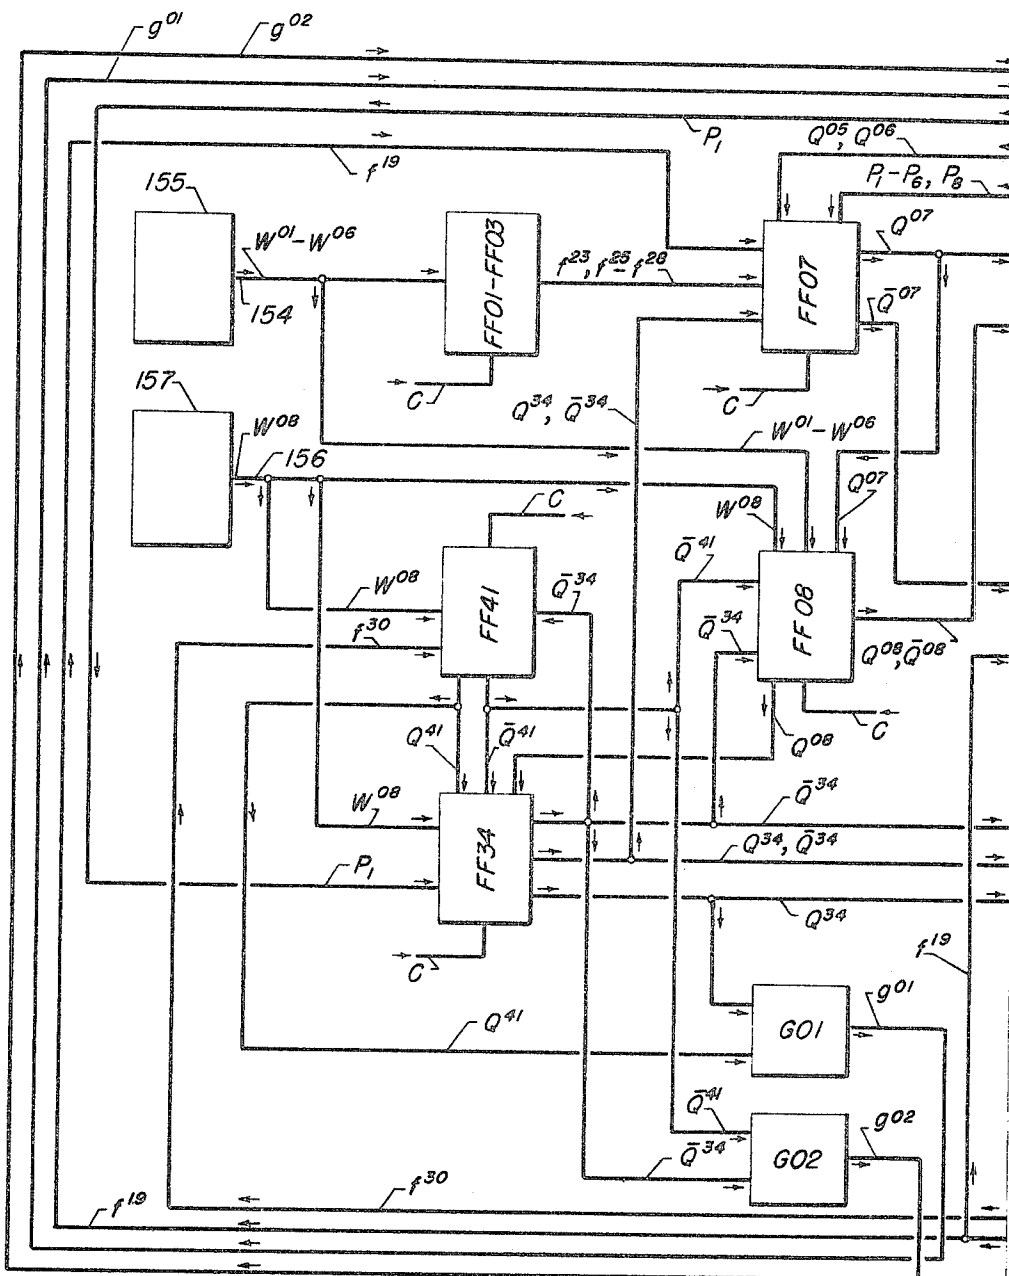 g⁰¹
g⁰²
P₁
Q⁰⁵, Q⁰⁶
f¹⁹
P₁-P₆, P₈
155
W⁰¹-W⁰⁶
154
FF01-FF03
f²³, f²⁵-f²⁸
FF07
Q⁰⁷
Q̄⁰⁷
C
C
157
W⁰⁸
156
Q³⁴, Q̄³⁴
W⁰¹-W⁰⁶
C
W⁰⁸
Q⁰⁷
W⁰⁸
FF41
Q̄³⁴
Q̄⁴¹
FF08
f³⁰
Q̄³⁴
Q⁰⁸, Q̄⁰⁸
Q⁴¹
Q̄⁴¹
Q⁰⁸
C
W⁰⁸
FF34
Q̄³⁴
Q³⁴, Q̄³⁴
P₁
Q³⁴
C
f¹⁹
Q⁴¹
G01
g⁰¹
Q̄⁴¹
G02
g⁰²
Q̄³⁴
f³⁰
f¹⁹